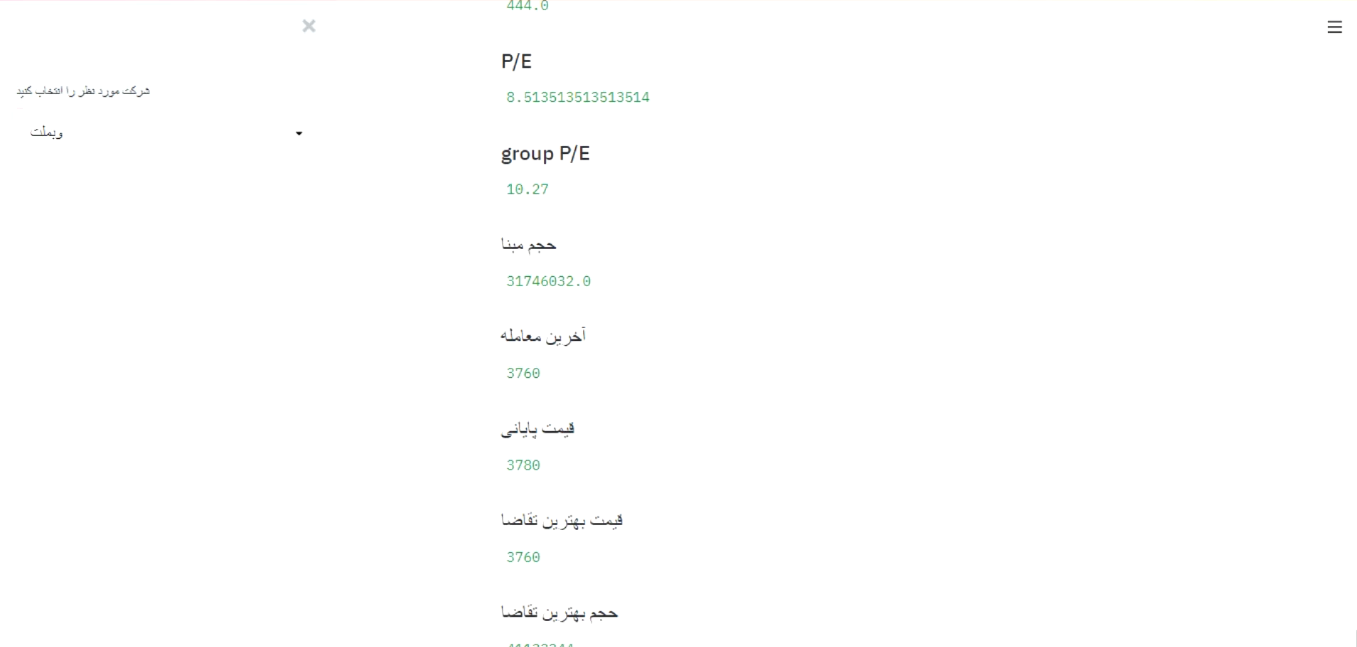 شرکت مورد نظر را انتخاب کنید
وبملت
444.0
P/E
8.513513513513514
group P/E
10.27
حجم مبنا
31746032.0
آخرین معامله
3760
قیمت پایانی
3780
قیمت بهترین تقاضا
3760
حجم بهترین تقاضا